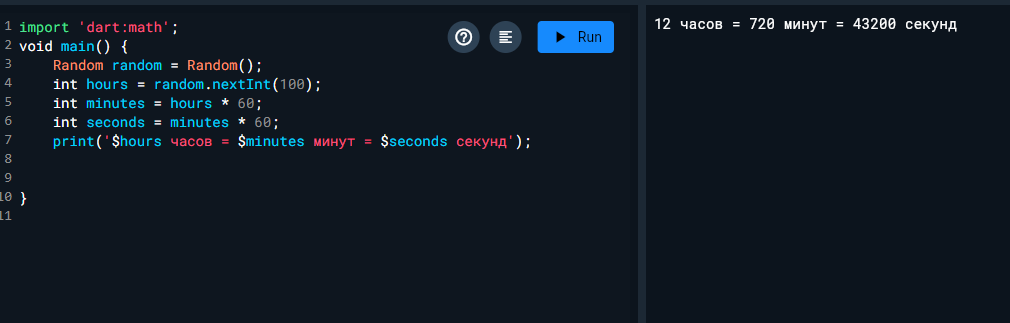 1 import 'dart:math';
2 void main() {
3 Random random = Random();
4 int hours = random.nextInt(100);
5 int minutes = hours * 60;
6 int seconds = minutes * 60;
7 print('$hours часов = $minutes минут = $seconds секунд');
8
9
10 }
11
? Run
12 часов = 720 минут = 43200 секунд